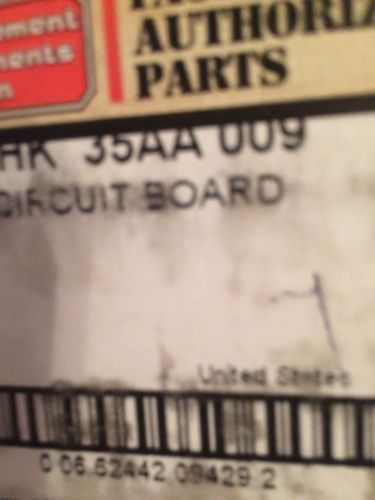 AUTHORIZ
PARTS
HK 35AA 009
CIRCUIT BOARD
United States
0 06 62442 09429 2